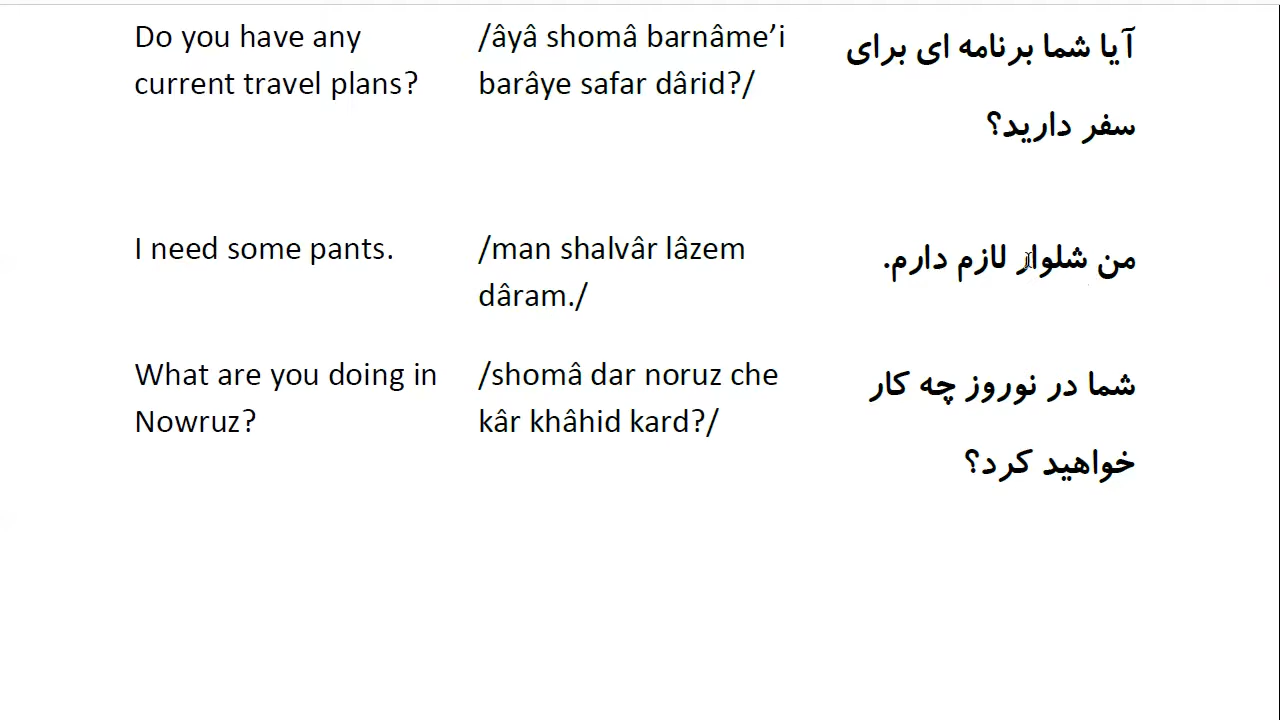 Do you have any
current travel plans?
/âyâ shomâ barnâme’i
barâye safar dârid?/
آیا شما برنامه ای برای
سفر دارید؟
I need some pants.
/man shalvâr lâzem
dâram./
من شلوار لازم دارم.
What are you doing in
Nowruz?
/shomâ dar noruz che
kâr khâhid kard?/
شما در نوروز چه کار
خواهید کرد؟